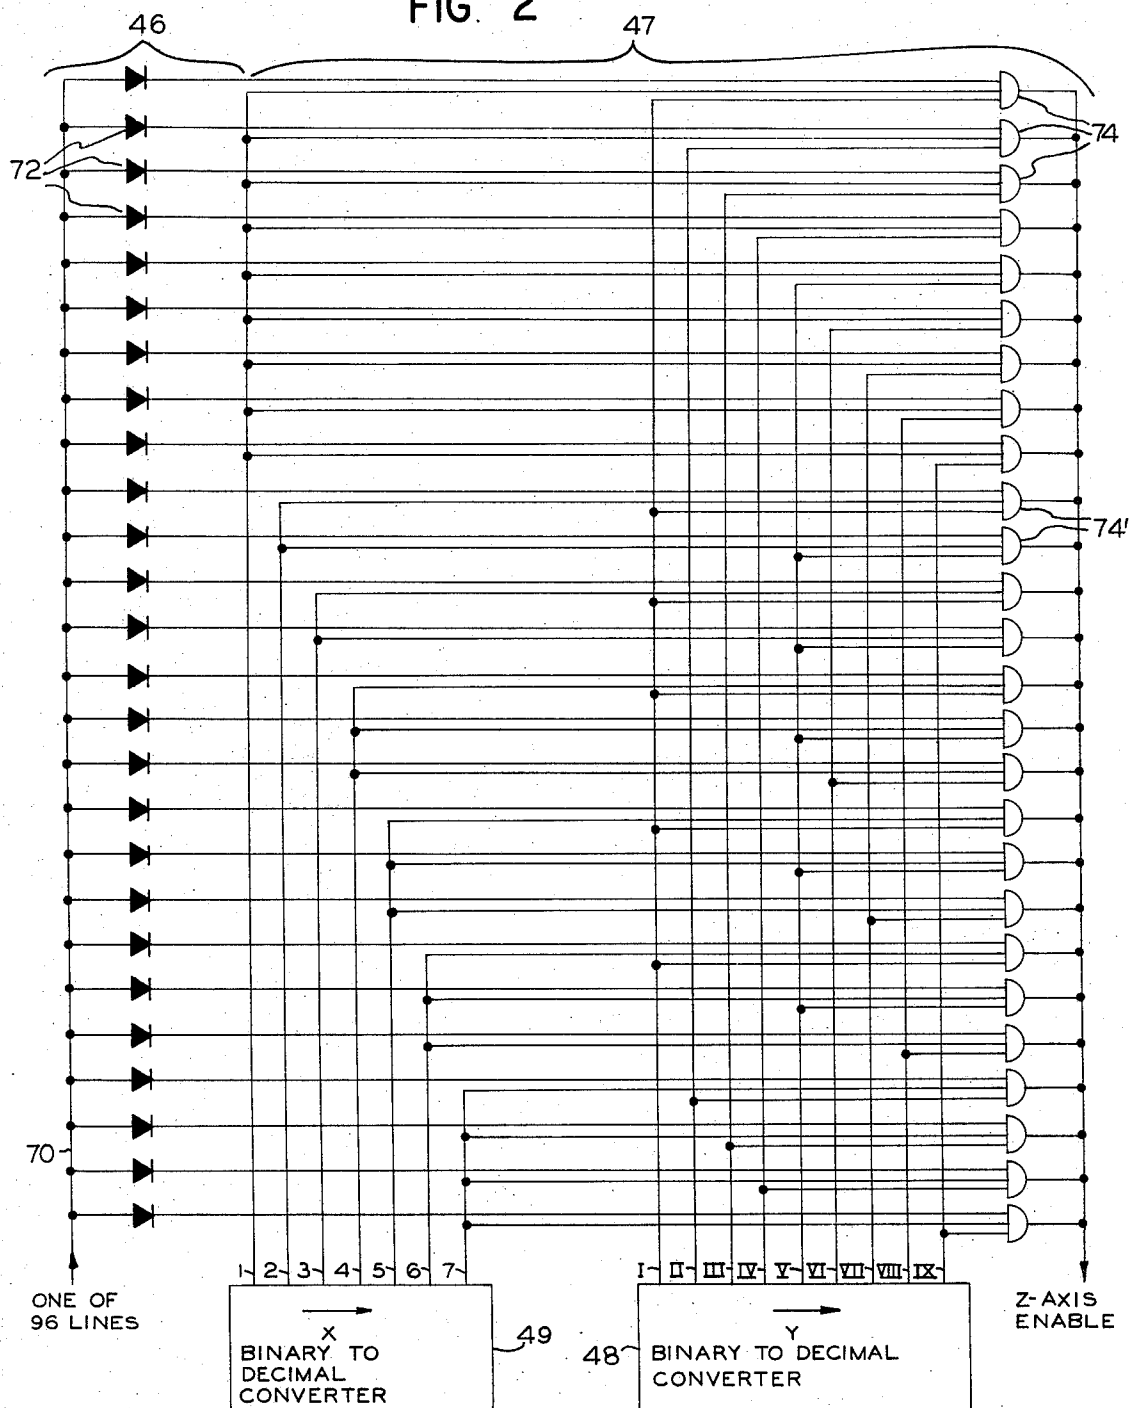 FIG. 2
46
47
72
74
74'
70
1 2 3 4 5 6 7
I II III IV V VI VII VIII IX
ONE OF
96 LINES
X
BINARY TO
DECIMAL
CONVERTER
49
48
Y
BINARY TO DECIMAL
CONVERTER
Z-AXIS
ENABLE